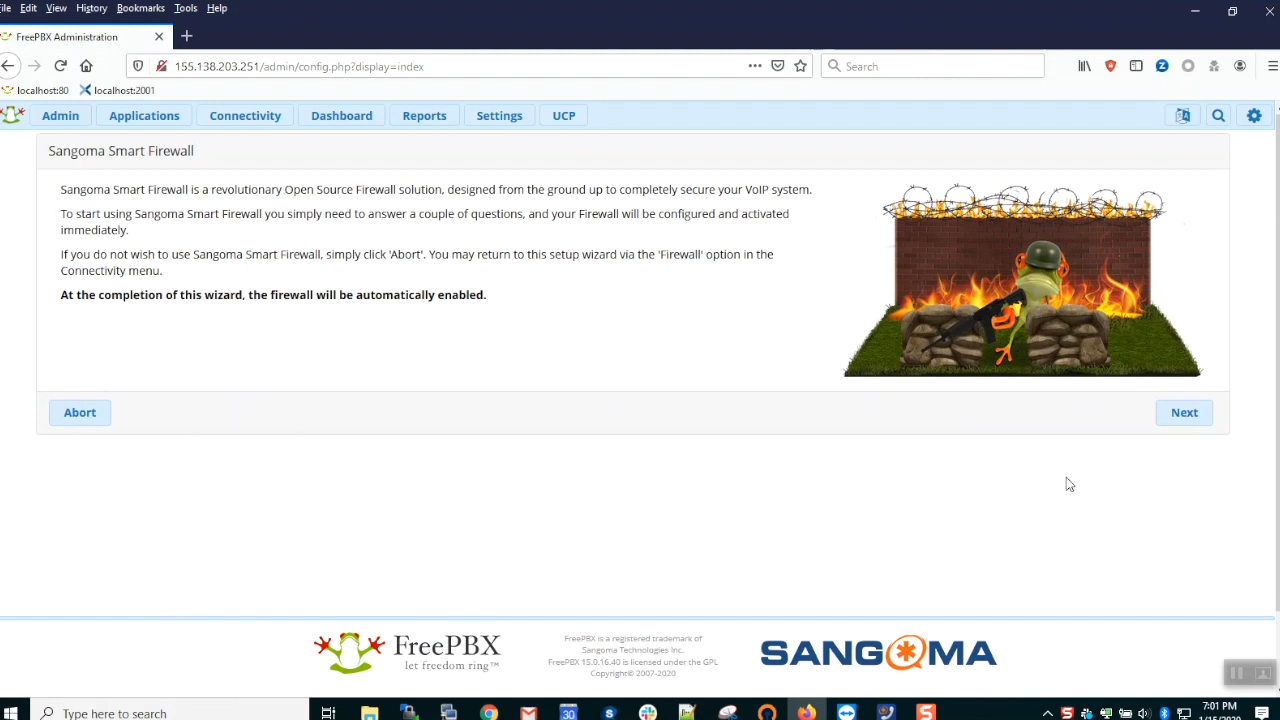 File Edit View History Bookmarks Tools Help
FreePBX Administration
155.138.203.251/admin/config.php?display=index
Search
localhost:80 localhost:2001
Admin Applications Connectivity Dashboard Reports Settings UCP
Sangoma Smart Firewall
Sangoma Smart Firewall is a revolutionary Open Source Firewall solution, designed from the ground up to completely secure your VoIP system.
To start using Sangoma Smart Firewall you simply need to answer a couple of questions, and your Firewall will be configured and activated
immediately.
If you do not wish to use Sangoma Smart Firewall, simply click 'Abort'. You may return to this setup wizard via the 'Firewall' option in the
Connectivity menu.
At the completion of this wizard, the firewall will be automatically enabled.
Abort Next
FreePBX
let freedom ring™
FreePBX is a registered trademark of
Sangoma Technologies Inc.
FreePBX 15.0.16.40 is licensed under the GPL
Copyright© 2007-2020
SANGOMA
Type here to search
7:01 PM
1/15/2020